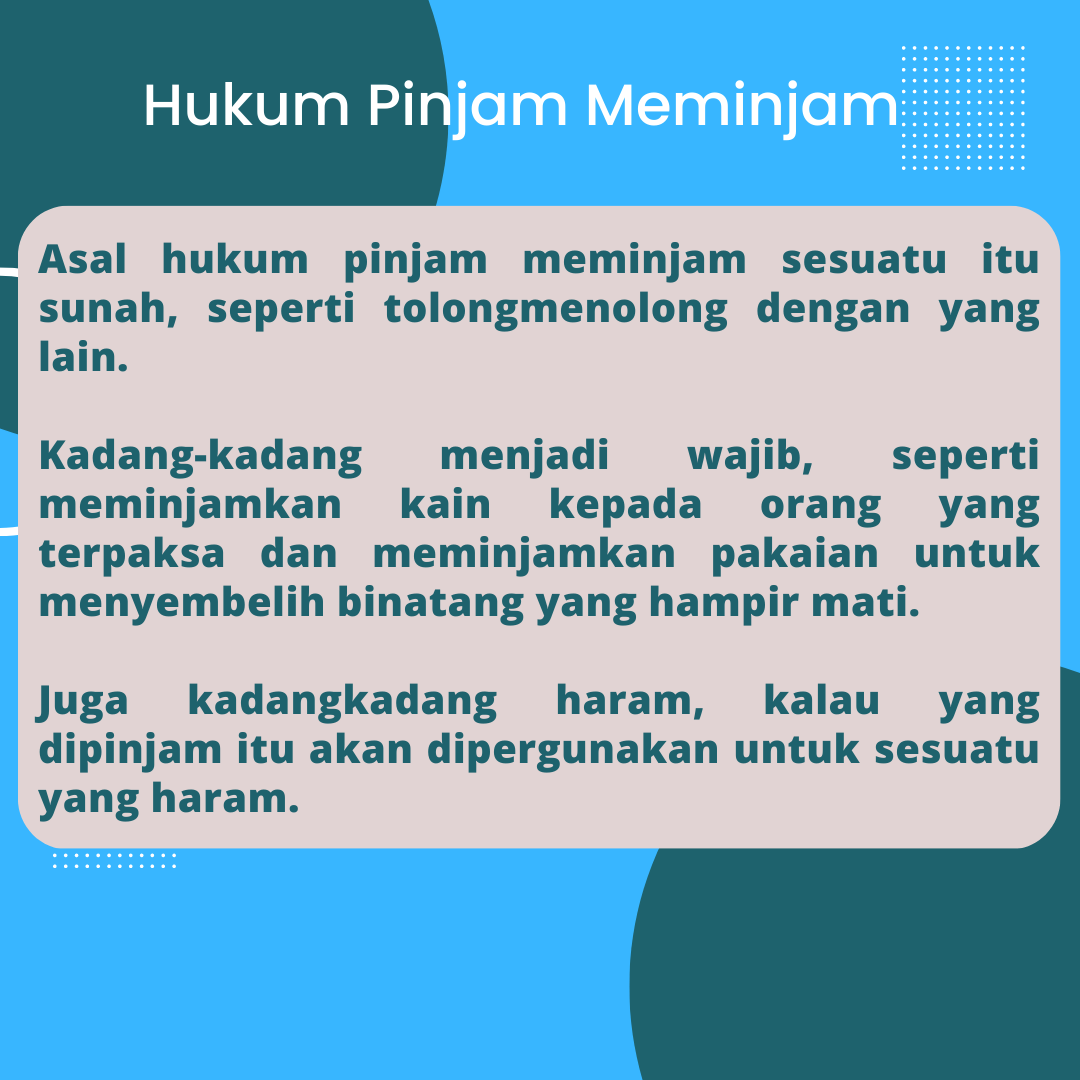 Hukum Pinjam Meminjam
Asal hukum pinjam meminjam sesuatu itu
sunah, seperti tolongmenolong dengan yang
lain.
Kadang-kadang menjadi wajib, seperti
meminjamkan kain kepada orang yang
terpaksa dan meminjamkan pakaian untuk
menyembelih binatang yang hampir mati.
Juga kadangkadang haram, kalau yang
dipinjam itu akan dipergunakan untuk sesuatu
yang haram.